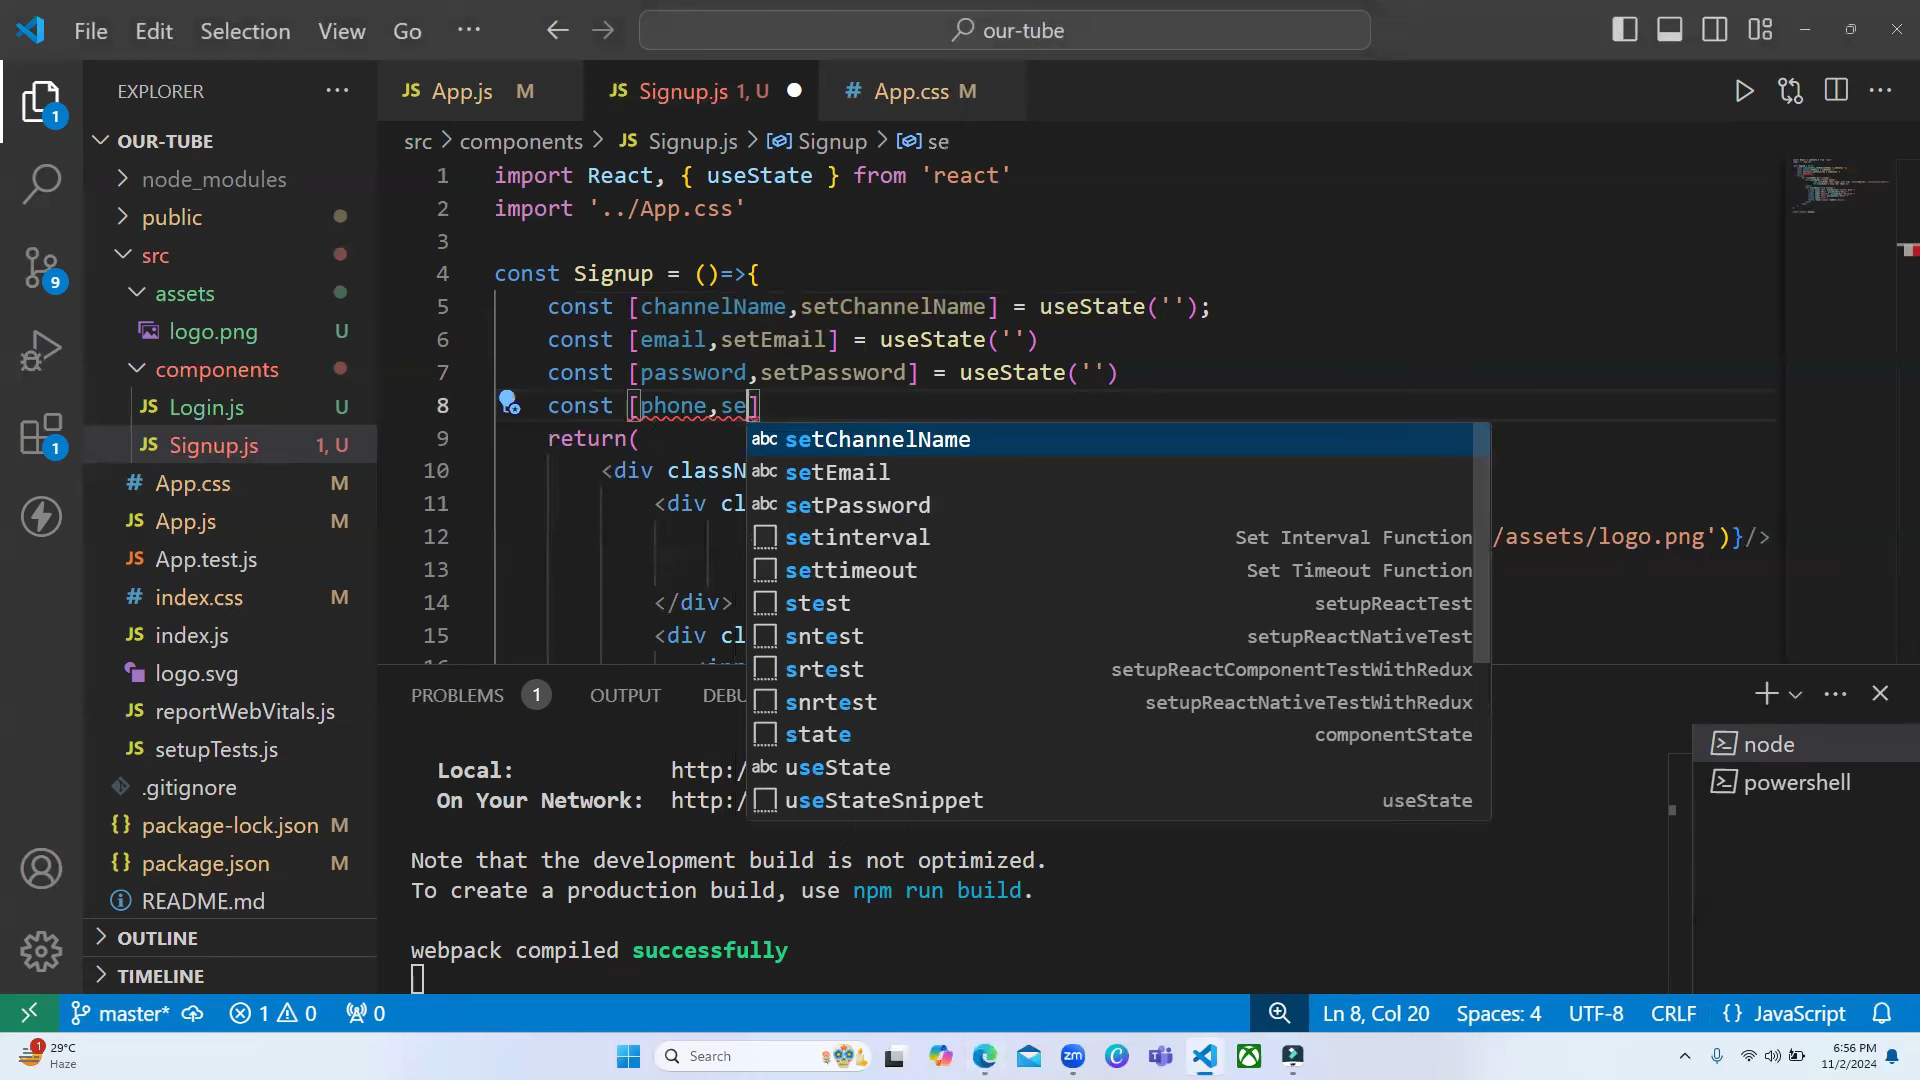 File Edit Selection View Go ··· our-tube
EXPLORER ···
JS App.js M JS Signup.js 1, U # App.css M
OUR-TUBE
src > components > JS Signup.js > Signup > se
node_modules
public
src
assets
logo.png U
components
JS Login.js U
JS Signup.js 1, U
# App.css M
JS App.js M
JS App.test.js
# index.css M
JS index.js
logo.svg
JS reportWebVitals.js
JS setupTests.js
.gitignore
{} package-lock.json M
{} package.json M
README.md
OUTLINE
TIMELINE
1
9
1
1 import React, { useState } from 'react'
2 import '../App.css'
3
4 const Signup = ()=>{
5 const [channelName,setChannelName] = useState('');
6 const [email,setEmail] = useState('')
7 const [password,setPassword] = useState('')
8 const [phone,se]
9 return(
10 <div classN
11 <div cl
12 /assets/logo.png')}/>
13
14 </div>
15 <div cl
abc setChannelName
abc setEmail
abc setPassword
setinterval Set Interval Function
settimeout Set Timeout Function
stest setupReactTest
sntest setupReactNativeTest
srtest setupReactComponentTestWithRedux
snrtest setupReactNativeTestWithRedux
state componentState
abc useState
useStateSnippet useState
PROBLEMS 1 OUTPUT DEBU
node
powershell
Local: http:/
On Your Network: http:/
Note that the development build is not optimized.
To create a production build, use npm run build.
webpack compiled successfully
master* 1 0 0 Ln 8, Col 20 Spaces: 4 UTF-8 CRLF {} JavaScript
1 29°C
Haze
Search
zm
6:56 PM
11/2/2024